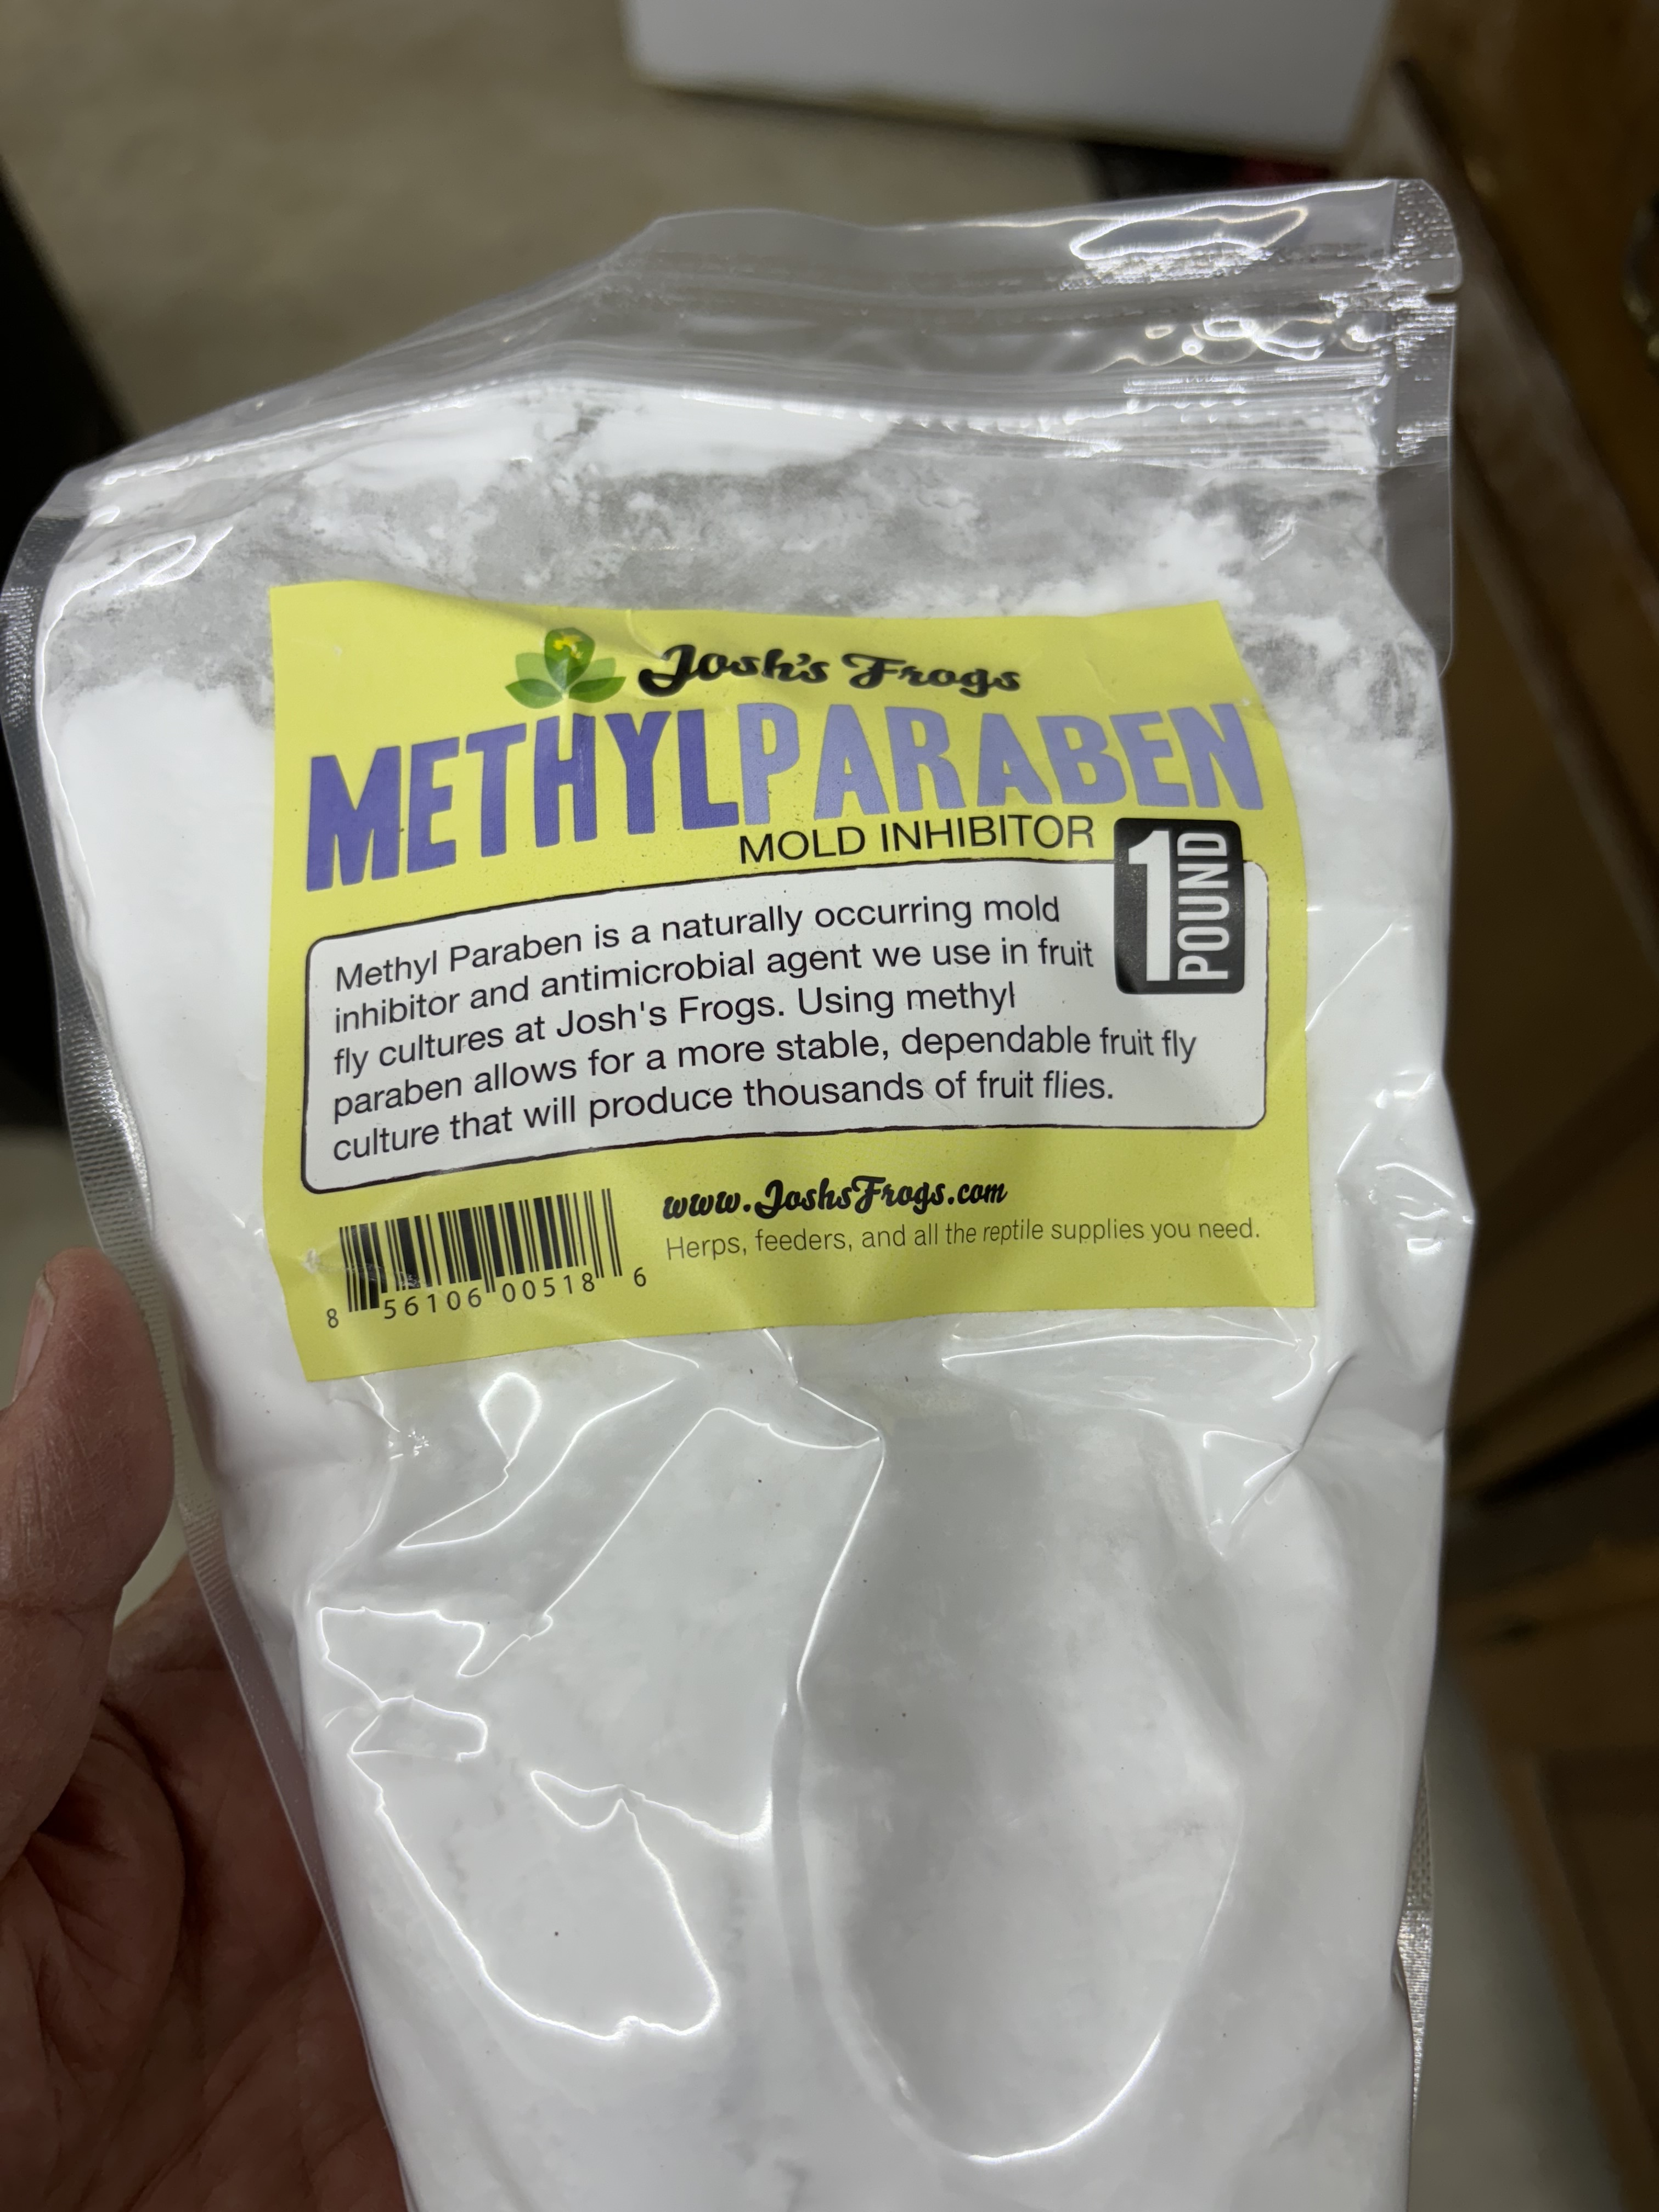 Josh's Frogs
METHYLPARABEN
MOLD INHIBITOR
1 POUND
Methyl Paraben is a naturally occurring mold
inhibitor and antimicrobial agent we use in fruit
fly cultures at Josh's Frogs. Using methyl
paraben allows for a more stable, dependable fruit fly
culture that will produce thousands of fruit flies.
www.JoshsFrogs.com
Herps, feeders, and all the reptile supplies you need.
8 56106 00518 6